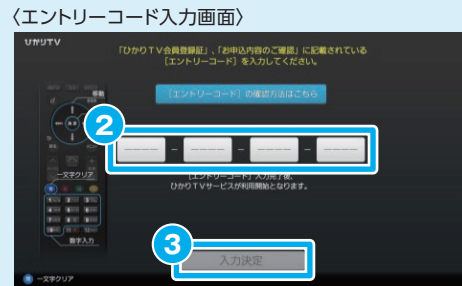 〈エントリーコード入力画面〉
ひかりTV
「ひかりTV会員登録証」、「お申込内容のご確認」に記載されている
[エントリーコード] を入力してください。
[エントリーコード] の確認方法はこちら
移動
2
---- - ---- - ---- - ----
一文字クリア
[エントリーコード] 入力完了後、
ひかりTVサービスが利用開始となります。
数字入力
3
入力決定
一文字クリア